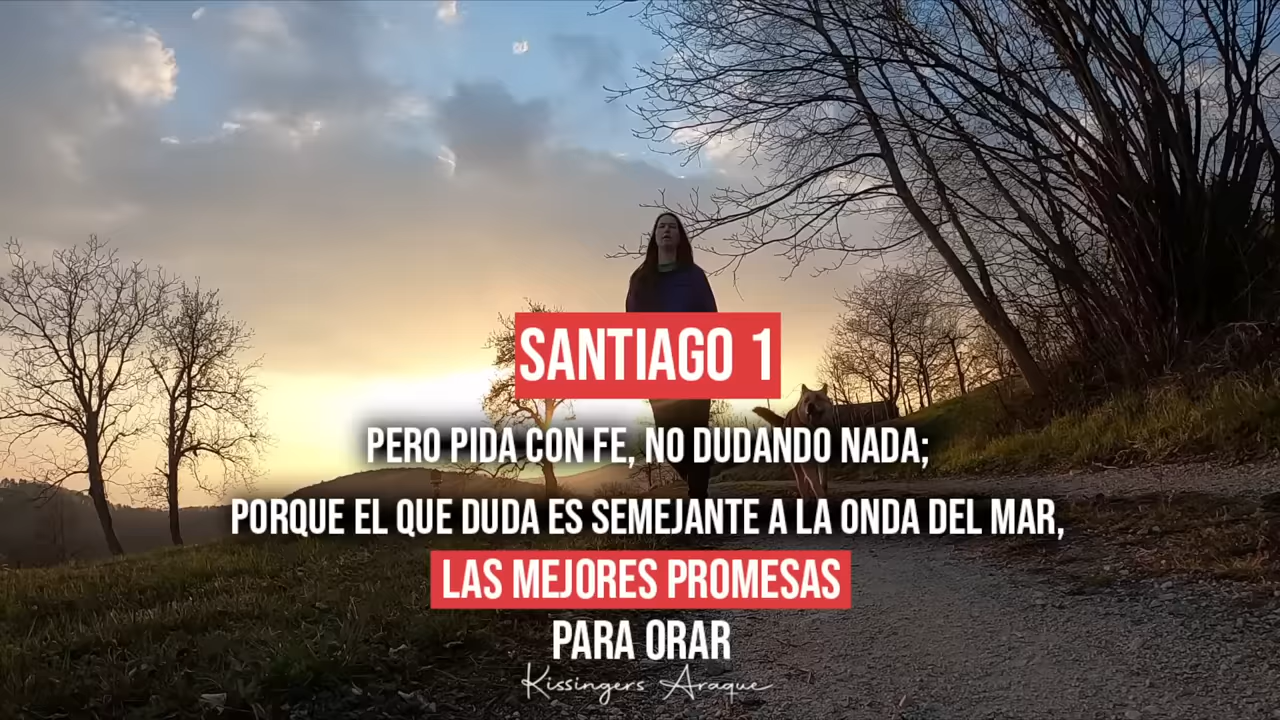 SANTIAGO 1
PERO PIDA CON FE, NO DUDANDO NADA;
PORQUE EL QUE DUDA ES SEMEJANTE A LA ONDA DEL MAR,
LAS MEJORES PROMESAS
PARA ORAR
Kissingers Araque